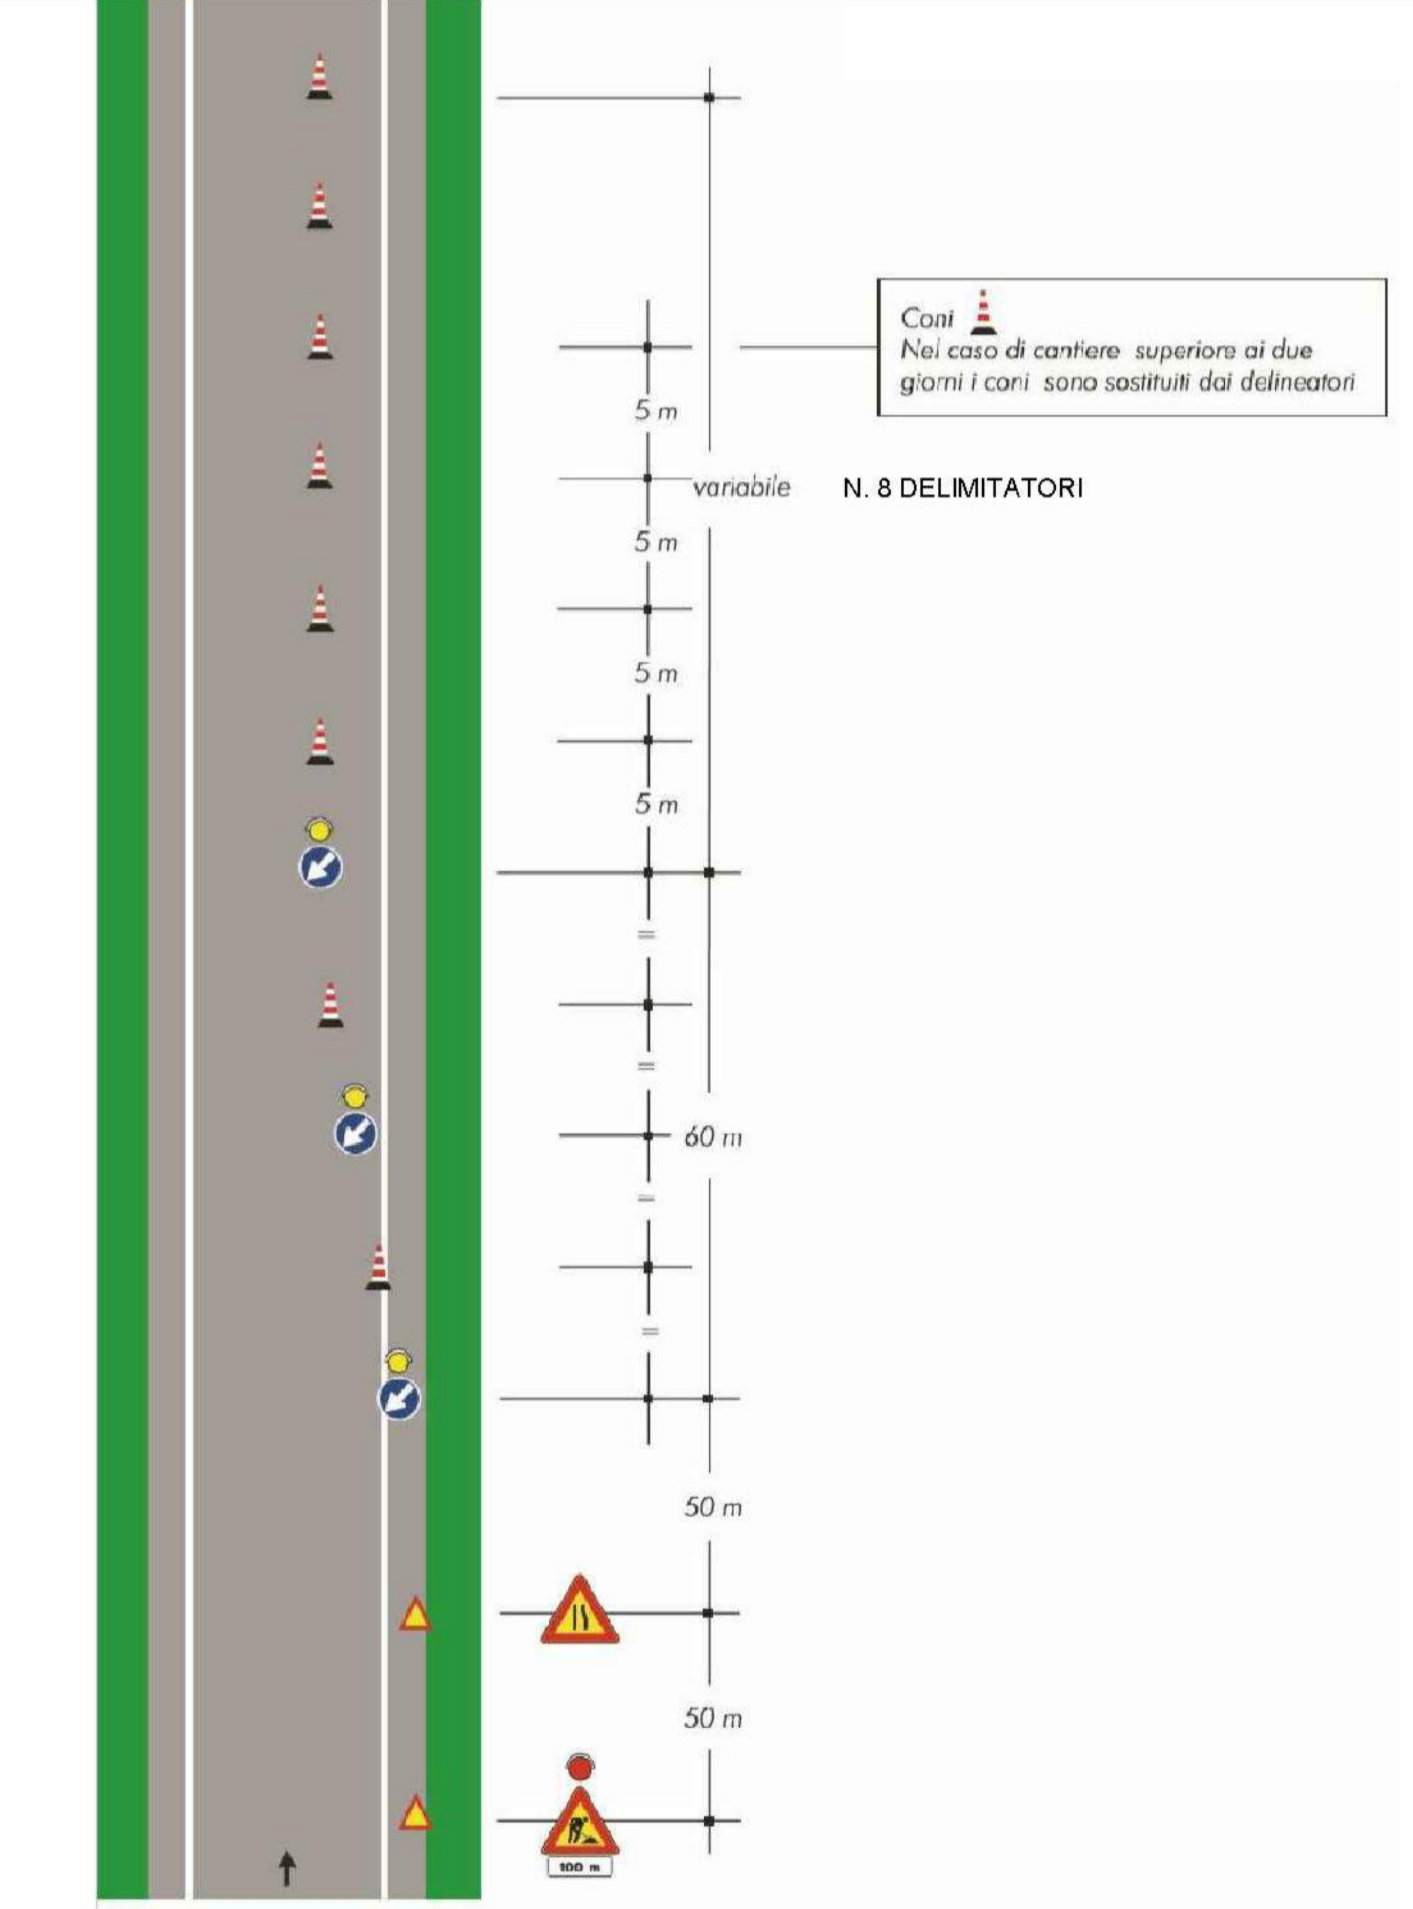 Coni
Nel caso di cantiere superiore ai due
giorni i coni sono sostituiti dai delineatori
5 m
variabile N. 8 DELIMITATORI
5 m
5 m
5 m
=
=
60 m
=
=
50 m
50 m
100 m